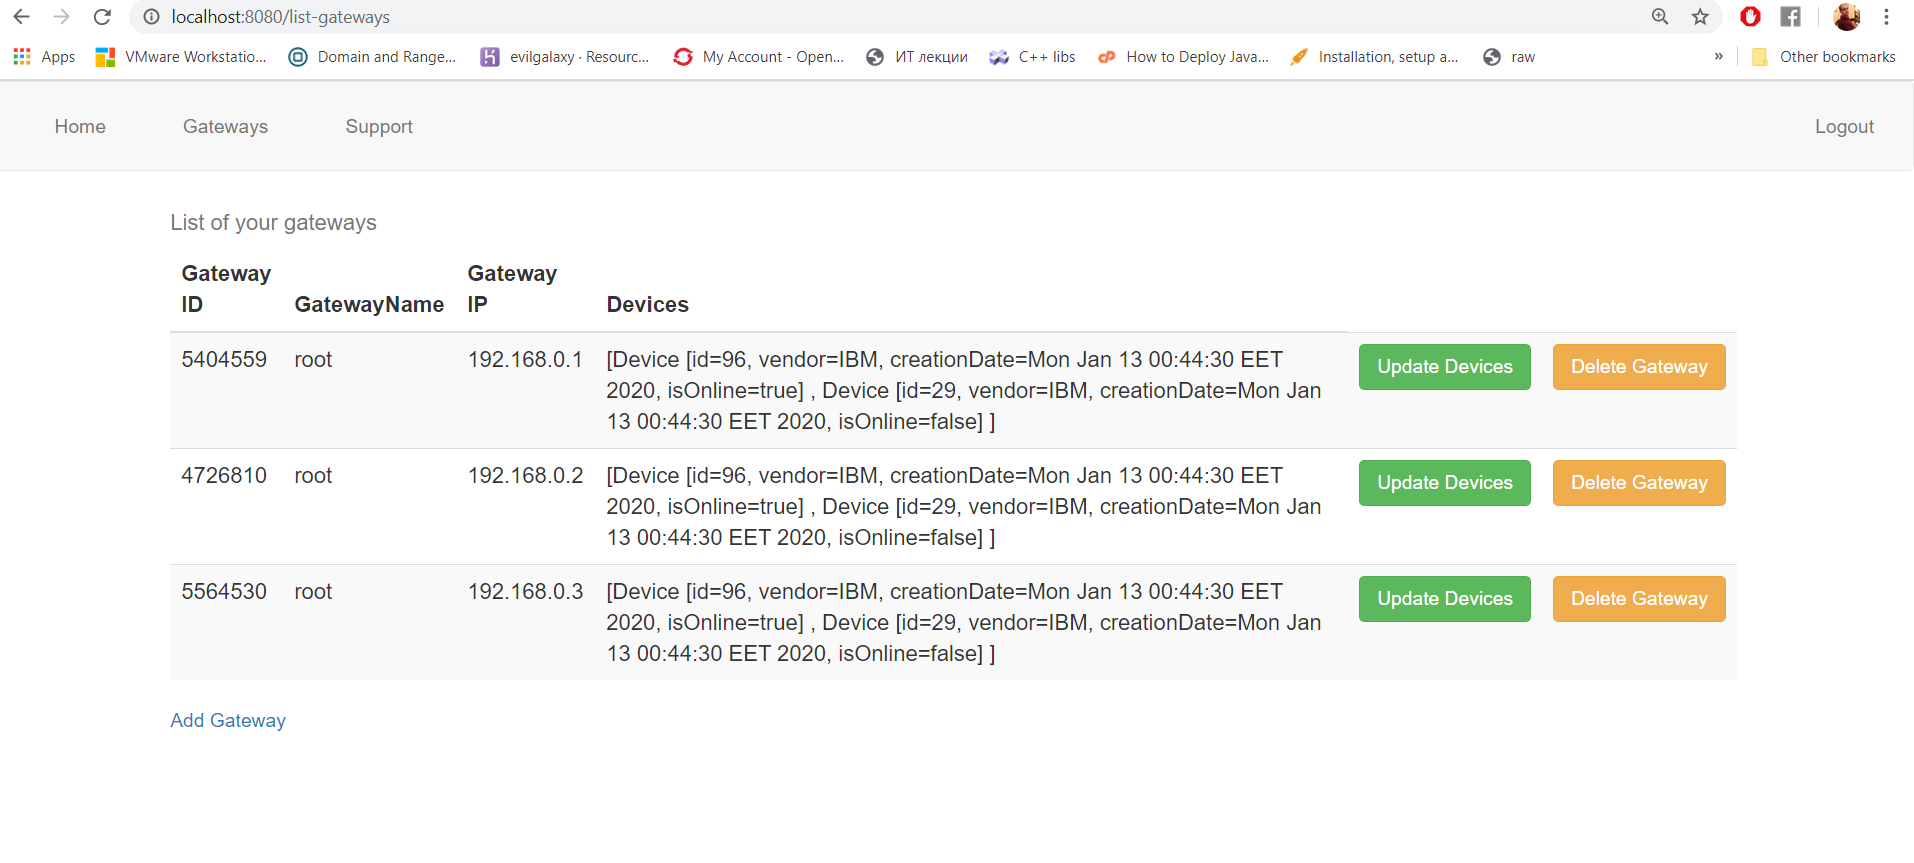 localhost:8080/list-gateways
Apps VMware Workstatio... Domain and Range... evilgalaxy · Resourc... My Account - Open... ИТ лекции C++ libs How to Deploy Java... Installation, setup a... raw » Other bookmarks
Home Gateways Support Logout
List of your gateways
Gateway ID GatewayName Gateway IP Devices
5404559 root 192.168.0.1 [Device [id=96, vendor=IBM, creationDate=Mon Jan 13 00:44:30 EET Update Devices Delete Gateway
2020, isOnline=true] , Device [id=29, vendor=IBM, creationDate=Mon Jan
13 00:44:30 EET 2020, isOnline=false] ]
4726810 root 192.168.0.2 [Device [id=96, vendor=IBM, creationDate=Mon Jan 13 00:44:30 EET Update Devices Delete Gateway
2020, isOnline=true] , Device [id=29, vendor=IBM, creationDate=Mon Jan
13 00:44:30 EET 2020, isOnline=false] ]
5564530 root 192.168.0.3 [Device [id=96, vendor=IBM, creationDate=Mon Jan 13 00:44:30 EET Update Devices Delete Gateway
2020, isOnline=true] , Device [id=29, vendor=IBM, creationDate=Mon Jan
13 00:44:30 EET 2020, isOnline=false] ]
Add Gateway